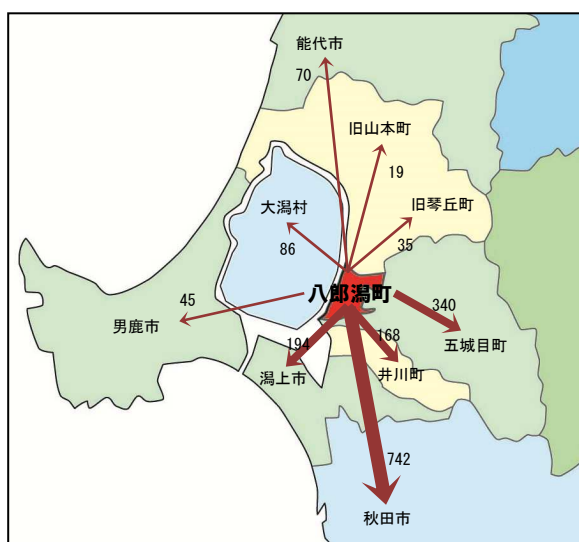 能代市
70
旧山本町
19
大潟村
86
旧琴丘町
35
八郎潟町
45
男鹿市
340
五城目町
194
168
潟上市
井川町
742
秋田市